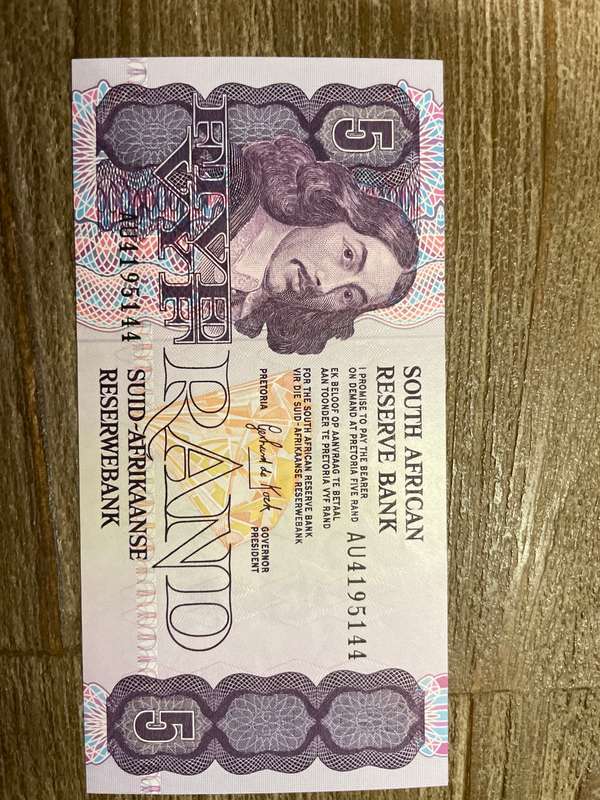 5
SOUTH AFRICAN
RESERVE BANK
I PROMISE TO PAY THE BEARER
ON DEMAND AT PRETORIA FIVE RAND
AU4195144
EK BELOOF OP AANVRAAG TE BETAAL
AAN TOONDER TE PRETORIA VYF RAND
FOR THE SOUTH AFRICAN RESERVE BANK
VIR DIE SUID-AFRIKAANSE RESERWEBANK
PRETORIA
GOVERNOR
PRESIDENT
FIVE
VYF
RAND
AU4195144
SUID-AFRIKAANSE
RESERWEBANK
5